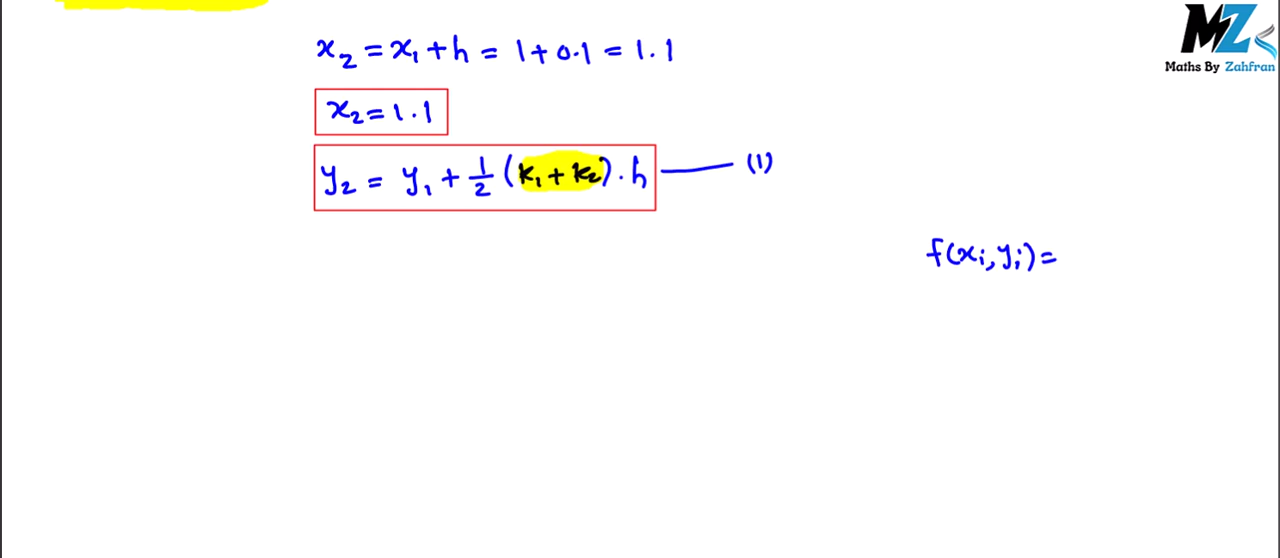 x₂ = x₁ + h = 1 + 0.1 = 1.1
MZ
Maths By Zahfran
x₂ = 1.1
y₂ = y₁ + 1/2 (k₁ + k₂) . h —— (1)
f(xᵢ, yᵢ) =